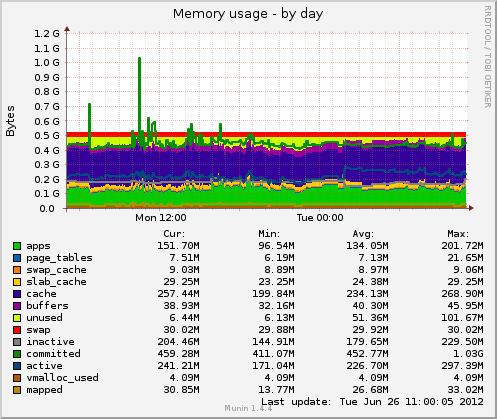 Memory usage - by day
RRDTOOL / TOBI OETIKER
Bytes
1.2 G
1.1 G
1.0 G
0.9 G
0.8 G
0.7 G
0.6 G
0.5 G
0.4 G
0.3 G
0.2 G
0.1 G
0.0
Mon 12:00 Tue 00:00
Cur: Min: Avg: Max:
apps 151.70M 96.54M 134.05M 201.72M
page_tables 7.51M 6.19M 7.13M 21.65M
swap_cache 9.03M 8.89M 8.97M 9.06M
slab_cache 29.25M 23.25M 24.38M 29.25M
cache 257.44M 199.84M 234.13M 268.90M
buffers 38.93M 32.16M 40.30M 45.95M
unused 6.44M 6.13M 51.36M 101.67M
swap 30.02M 29.88M 29.92M 30.02M
inactive 204.46M 144.91M 179.65M 229.50M
committed 459.28M 411.07M 452.77M 1.03G
active 241.21M 171.04M 226.70M 297.39M
vmalloc_used 4.09M 4.09M 4.09M 4.09M
mapped 30.85M 13.77M 26.68M 33.02M
Last update: Tue Jun 26 11:00:05 2012
Munin 1.4.4